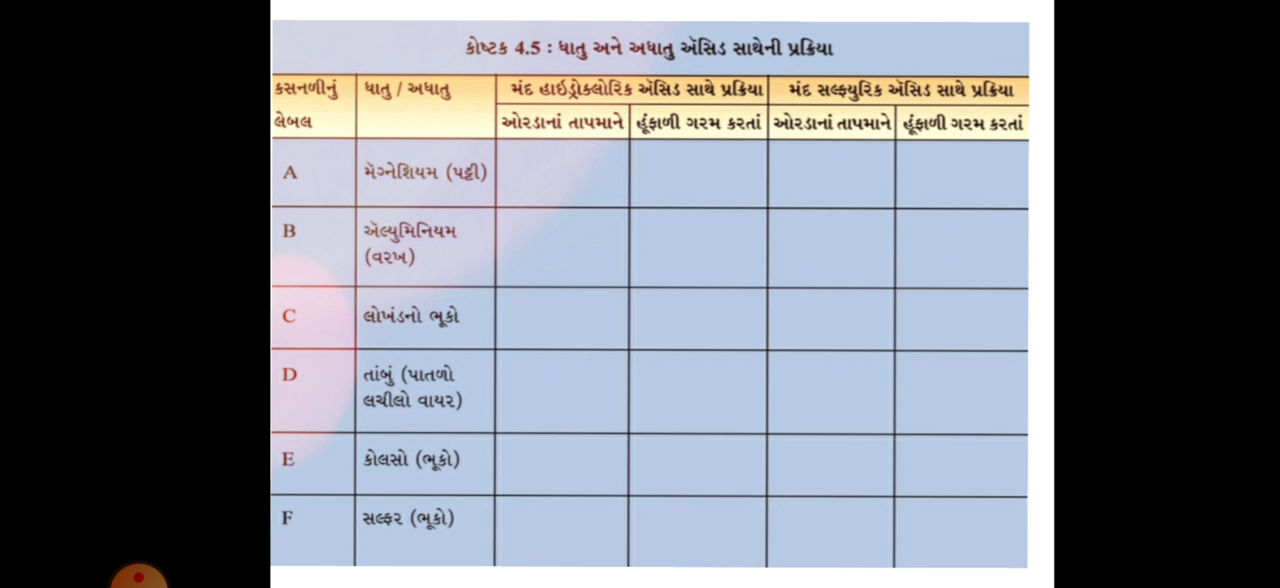 કોષ્ટક 4.5 : ધાતુ અને અધાતુ ઍસિડ સાથેની પ્રક્રિયા
કસનળીનું લેબલ ધાતુ / અધાતુ મંદ હાઇડ્રોક્લોરિક ઍસિડ સાથે પ્રક્રિયા મંદ સલ્ફ્યુરિક ઍસિડ સાથે પ્રક્રિયા
ઓરડાનાં તાપમાને હૂંફાળી ગરમ કરતાં ઓરડાનાં તાપમાને હૂંફાળી ગરમ કરતાં
A મૅગ્નેશિયમ (પટ્ટી)
B ઍલ્યુમિનિયમ
(વરખ)
C લોખંડનો ભૂકો
D તાંબું (પાતળો
લચીલો વાયર)
E કોલસો (ભૂકો)
F સલ્ફર (ભૂકો)